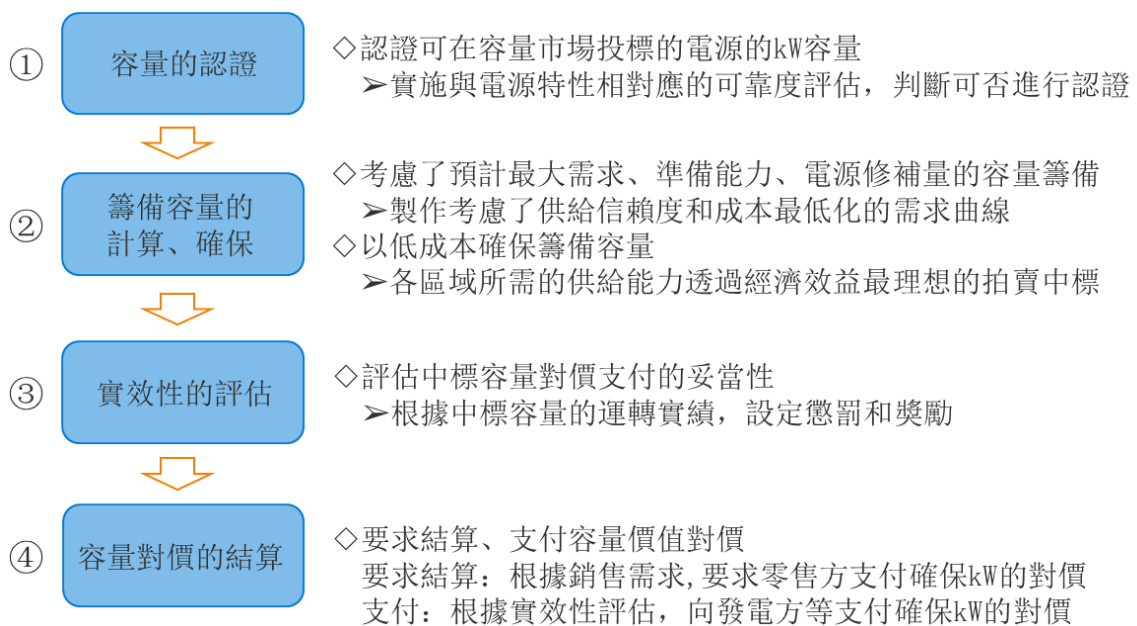 ①
容量的認證
◇認證可在容量市場投標的電源的kW容量
➢實施與電源特性相對應的可靠度評估，判斷可否進行認證
②
籌備容量的
計算、確保
◇考慮了預計最大需求、準備能力、電源修補量的容量籌備
➢製作考慮了供給信賴度和成本最低化的需求曲線
◇以低成本確保籌備容量
➢各區域所需的供給能力透過經濟效益最理想的拍賣中標
③
實效性的評估
◇評估中標容量對價支付的妥當性
➢根據中標容量的運轉實績，設定懲罰和獎勵
④
容量對價的結算
◇要求結算、支付容量價值對價
要求結算：根據銷售需求,要求零售方支付確保kW的對價
支付：根據實效性評估，向發電方等支付確保kW的對價